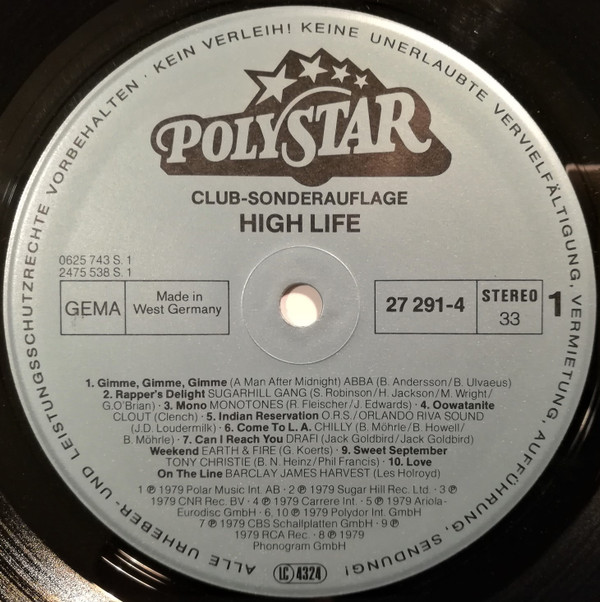 ALLE URHEBER- UND LEISTUNGSSCHUTZRECHTE VORBEHALTEN · KEIN VERLEIH! KEINE UNERLAUBTE VERVIELFÄLTIGUNG, VERMIETUNG, AUFFÜHRUNG, SENDUNG!
POLYSTAR
CLUB-SONDERAUFLAGE
HIGH LIFE
0625 743 S. 1
2475 538 S. 1
GEMA
Made in
West Germany
27 291-4
STEREO
33
1
1. Gimme, Gimme, Gimme (A Man After Midnight) ABBA (B. Andersson/B. Ulvaeus)
2. Rapper's Delight SUGARHILL GANG (S. Robinson/H. Jackson/M. Wright/
G.O'Brian) · 3. Mono MONOTONES (R. Fleischer/J. Edwards) · 4. Oowatanite
CLOUT (Clench) · 5. Indian Reservation O.R.S./ORLANDO RIVA SOUND
(J.D. Loudermilk) · 6. Come To L. A. CHILLY (B. Möhrle/B. Howell/
B. Möhrle) · 7. Can I Reach You DRAFI (Jack Goldbird/Jack Goldbird)
Weekend EARTH & FIRE (G. Koerts) · 9. Sweet September
TONY CHRISTIE (B. N. Heinz/Phil Francis) · 10. Love
On The Line BARCLAY JAMES HARVEST (Les Holroyd)
1 ℗ 1979 Polar Music Int. AB · 2 ℗ 1979 Sugar Hill Rec. Ltd. · 3 ℗
1979 CNR Rec. BV · 4 ℗ 1979 Carrere Int. · 5 ℗ 1979 Ariola-
Eurodisc GmbH · 6, 10 ℗ 1979 Polydor Int. GmbH
7 ℗ 1979 CBS Schallplatten GmbH · 9 ℗
1979 RCA Rec. · 8 ℗ 1979
Phonogram GmbH
LC 4324